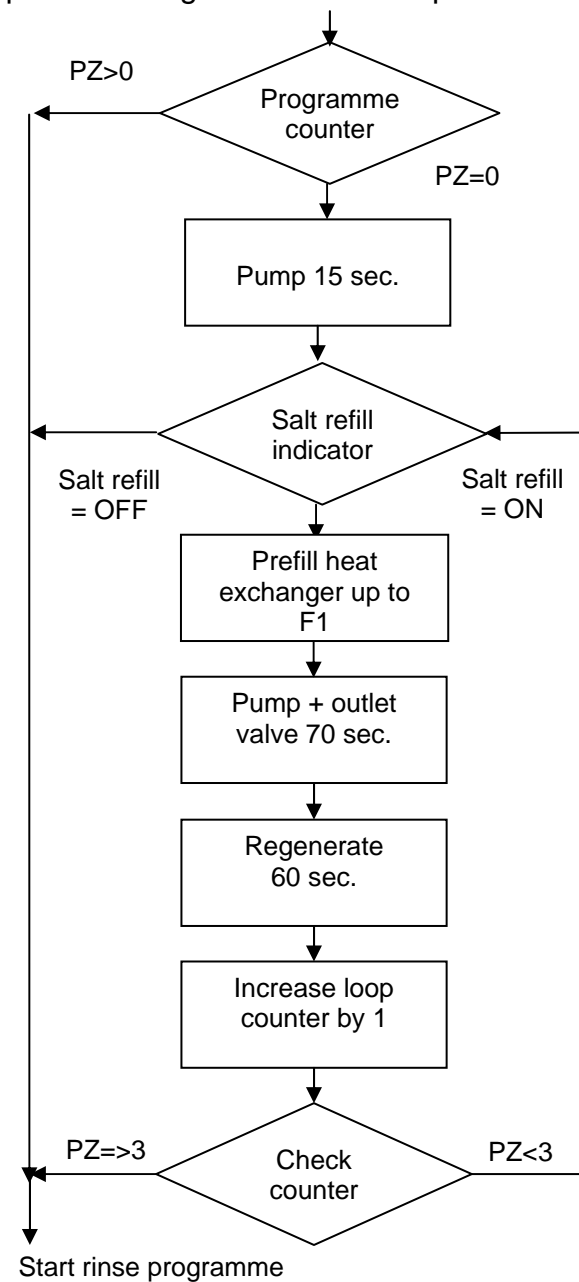 PZ>0
Programme
counter
PZ=0
Pump 15 sec.
Salt refill
indicator
Salt refill
= OFF
Salt refill
= ON
Prefill heat
exchanger up to
F1
Pump + outlet
valve 70 sec.
Regenerate
60 sec.
Increase loop
counter by 1
PZ=>3
Check
counter
PZ<3
Start rinse programme